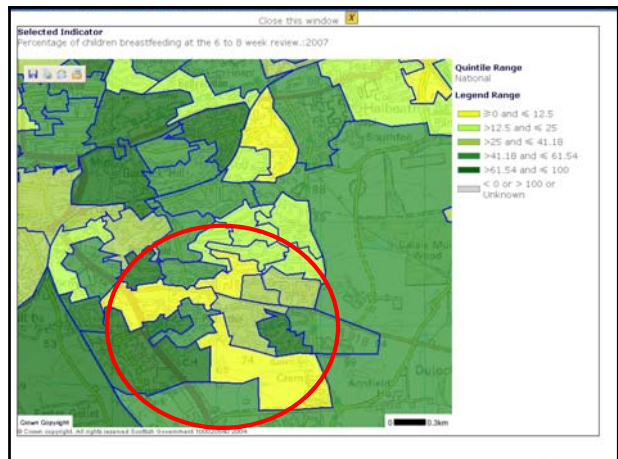 Close this window X
Selected Indicator
Percentage of children breastfeeding at the 6 to 8 week review.:2007
Quintile Range
National
Legend Range
≥0 and ≤ 12.5
>12.5 and ≤ 25
>25 and ≤ 41.18
>41.18 and ≤ 61.54
>61.54 and ≤ 100
< 0 or > 100 or
Unknown
Crown Copyright
0 0.3km
© Crown copyright. All rights reserved Scottish Government 2004